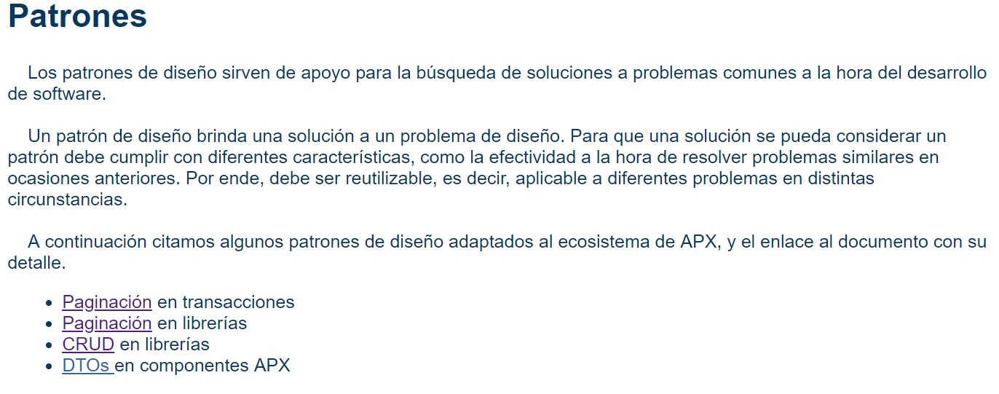 Patrones
Los patrones de diseño sirven de apoyo para la búsqueda de soluciones a problemas comunes a la hora del desarrollo
de software.
Un patrón de diseño brinda una solución a un problema de diseño. Para que una solución se pueda considerar un
patrón debe cumplir con diferentes características, como la efectividad a la hora de resolver problemas similares en
ocasiones anteriores. Por ende, debe ser reutilizable, es decir, aplicable a diferentes problemas en distintas
circunstancias.
A continuación citamos algunos patrones de diseño adaptados al ecosistema de APX, y el enlace al documento con su
detalle.
• Paginación en transacciones
• Paginación en librerías
• CRUD en librerías
• DTOs en componentes APX